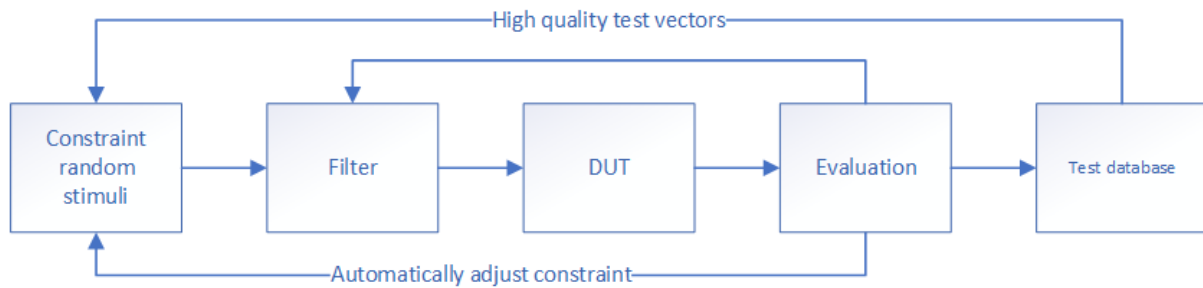 High quality test vectors
Constraint
random
stimuli
Filter
DUT
Evaluation
Test database
Automatically adjust constraint